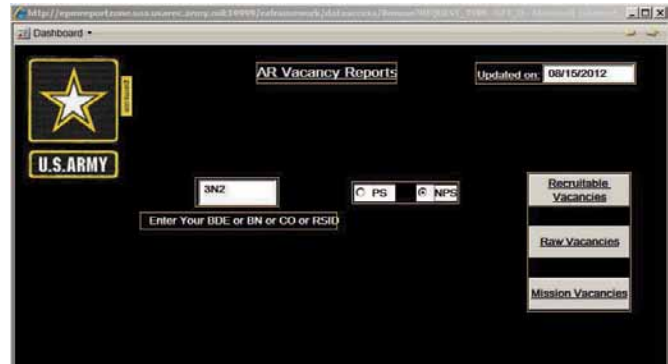 Dashboard
AR Vacancy Reports
Updated on: 08/15/2012
U.S.ARMY
3N2
PS NPS
Enter Your BDE or BN or CO or RSID
Recruitable Vacancies
Raw Vacancies
Mission Vacancies